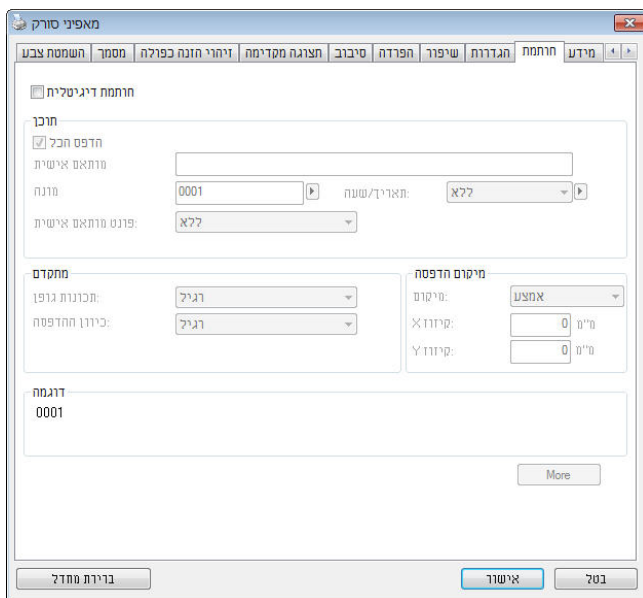 מאפיני סורק
השמטת צבע מסמך זיהוי הזנה כפולה תצוגה מקדימה סיבוב הפרדה שיפור הגדרות חותמת מידע
חותמת דיגיטלית
תוכן
הדפס הכל
מותאם אישית
מונה 0001 תאריך/שעה: ללא
פונט מותאם אישית: ללא
מתקדם
תכונות גופן: רגיל
כיוון ההדפסה: רגיל
מיקום הדפסה
מיקום: אמצע
קיזוז X: 0 מ"מ
קיזוז Y: 0 מ"מ
דוגמה
0001
More
ברירת מחדל אישור בטל